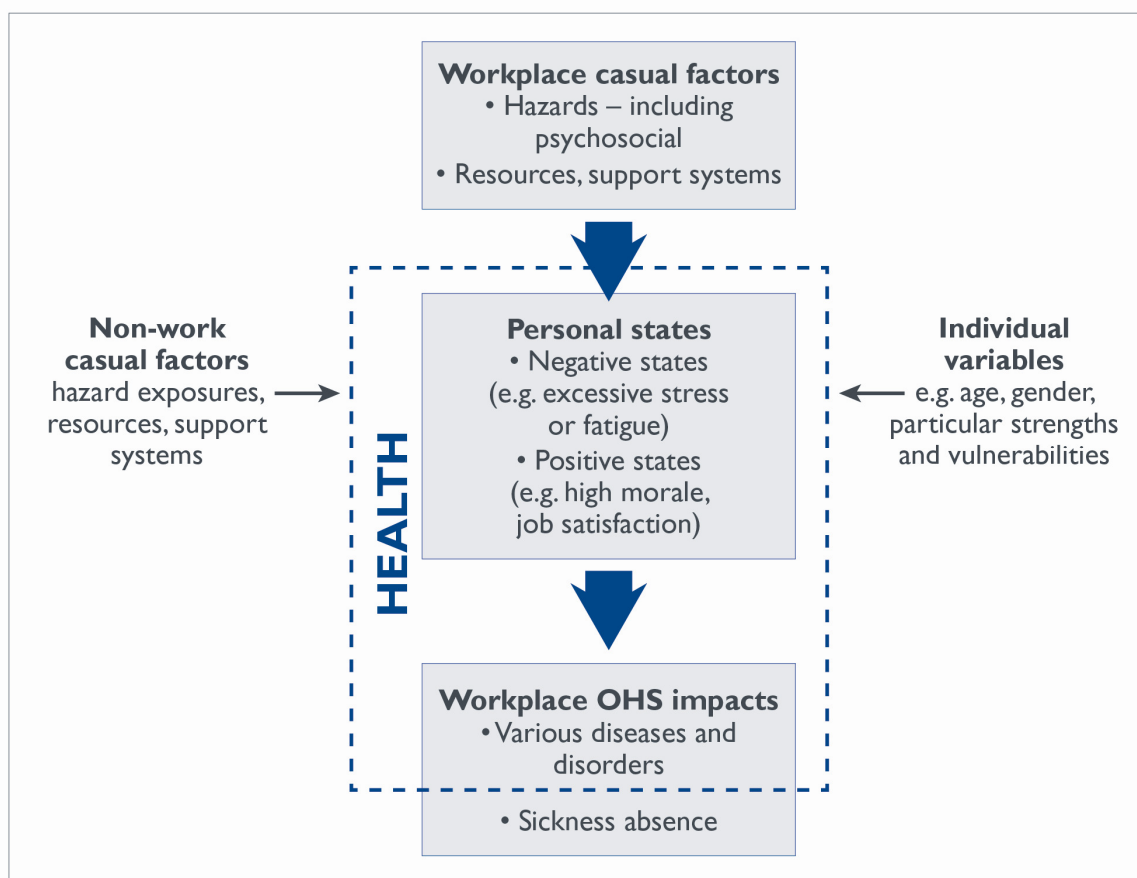 Workplace casual factors
• Hazards – including
psychosocial
• Resources, support systems
Non-work
casual factors
hazard exposures,
resources, support
systems
HEALTH
Personal states
• Negative states
(e.g. excessive stress
or fatigue)
• Positive states
(e.g. high morale,
job satisfaction)
Individual
variables
e.g. age, gender,
particular strengths
and vulnerabilities
Workplace OHS impacts
• Various diseases and
disorders
• Sickness absence